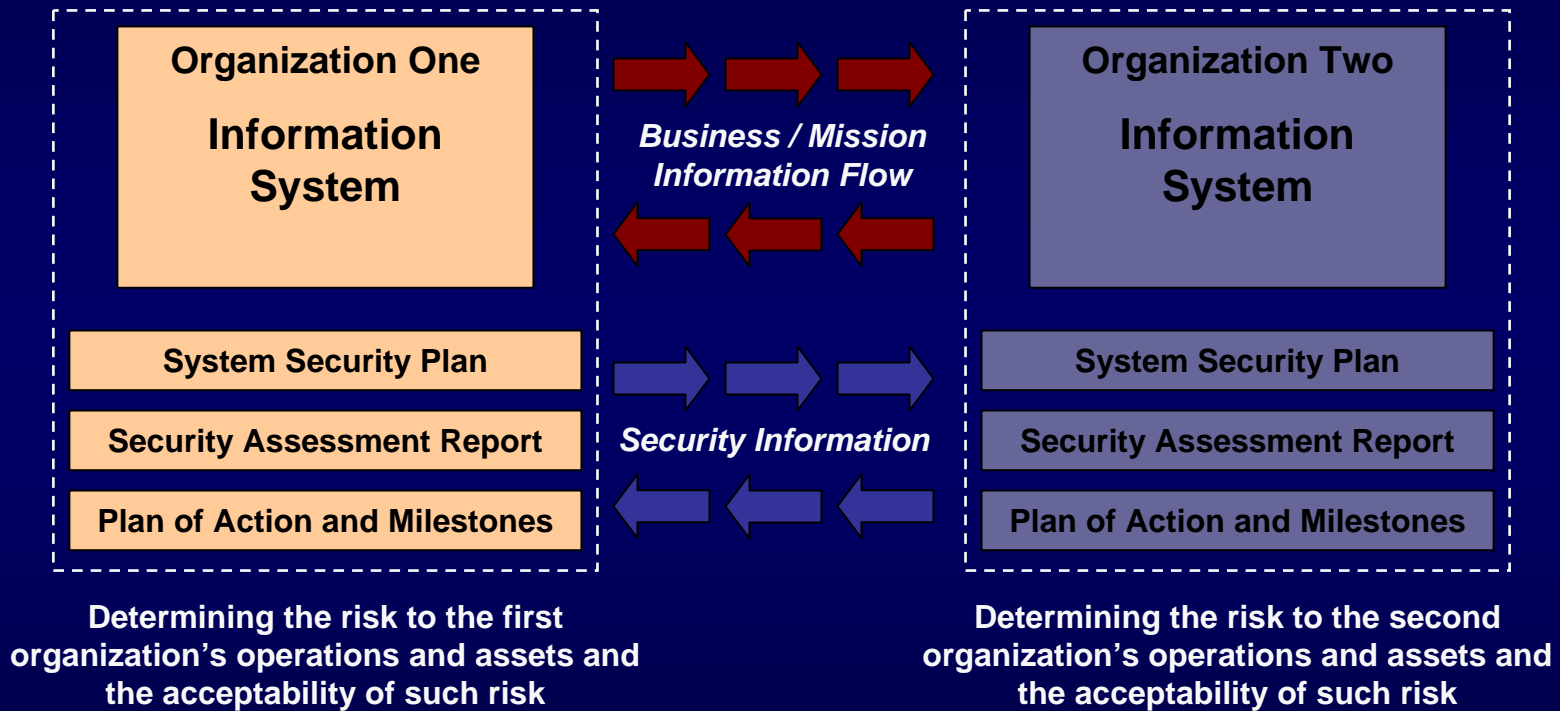 Organization One
Information
System
System Security Plan
Security Assessment Report
Plan of Action and Milestones
Determining the risk to the first
organization’s operations and assets and
the acceptability of such risk
Business / Mission
Information Flow
Security Information
Organization Two
Information
System
System Security Plan
Security Assessment Report
Plan of Action and Milestones
Determining the risk to the second
organization’s operations and assets and
the acceptability of such risk